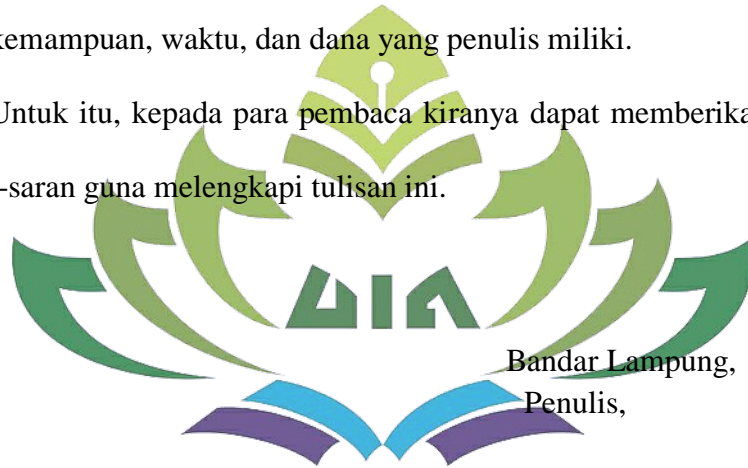 kemampuan, waktu, dan dana yang penulis miliki.
Untuk itu, kepada para pembaca kiranya dapat memberika
-saran guna melengkapi tulisan ini.
UIN
Bandar Lampung,
Penulis,